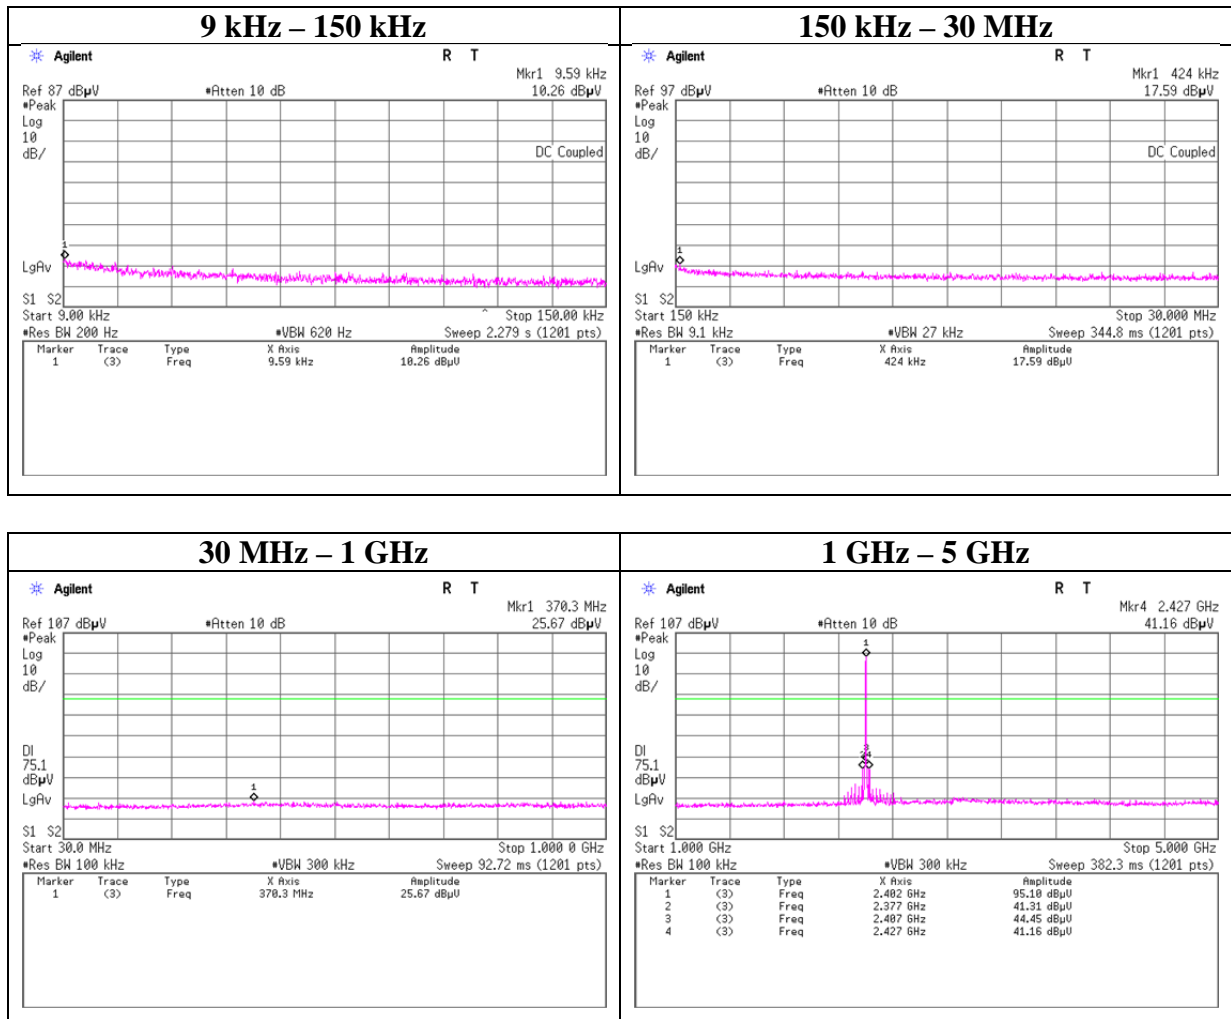 9 kHz – 150 kHz
Agilent
R T
Mkr1 9.59 kHz
Ref 87 dBµV
#Atten 10 dB
10.26 dBµV
#Peak
Log
10
dB/
DC Coupled
1
LgAv
S1 S2
Start 9.00 kHz
^
Stop 150.00 kHz
#Res BW 200 Hz
#VBW 620 Hz
Sweep 2.279 s (1201 pts)
Marker Trace Type X Axis Amplitude
1 (3) Freq 9.59 kHz 10.26 dBµV
150 kHz – 30 MHz
Agilent
R T
Mkr1 424 kHz
Ref 97 dBµV
#Atten 10 dB
17.59 dBµV
#Peak
Log
10
dB/
DC Coupled
1
LgAv
S1 S2
Start 150 kHz
Stop 30.000 MHz
#Res BW 9.1 kHz
#VBW 27 kHz
Sweep 344.8 ms (1201 pts)
Marker Trace Type X Axis Amplitude
1 (3) Freq 424 kHz 17.59 dBµV
30 MHz – 1 GHz
Agilent
R T
Mkr1 370.3 MHz
Ref 107 dBµV
#Atten 10 dB
25.67 dBµV
#Peak
Log
10
dB/
DI
75.1
dBµV
1
LgAv
S1 S2
Start 30.0 MHz
Stop 1.000 0 GHz
#Res BW 100 kHz
#VBW 300 kHz
Sweep 92.72 ms (1201 pts)
Marker Trace Type X Axis Amplitude
1 (3) Freq 370.3 MHz 25.67 dBµV
1 GHz – 5 GHz
Agilent
R T
Mkr4 2.427 GHz
Ref 107 dBµV
#Atten 10 dB
41.16 dBµV
#Peak
Log
10
dB/
1
DI
75.1
dBµV
3
4
LgAv
S1 S2
Start 1.000 GHz
Stop 5.000 GHz
#Res BW 100 kHz
#VBW 300 kHz
Sweep 382.3 ms (1201 pts)
Marker Trace Type X Axis Amplitude
1 (3) Freq 2.402 GHz 95.10 dBµV
2 (3) Freq 2.377 GHz 41.31 dBµV
3 (3) Freq 2.407 GHz 44.45 dBµV
4 (3) Freq 2.427 GHz 41.16 dBµV